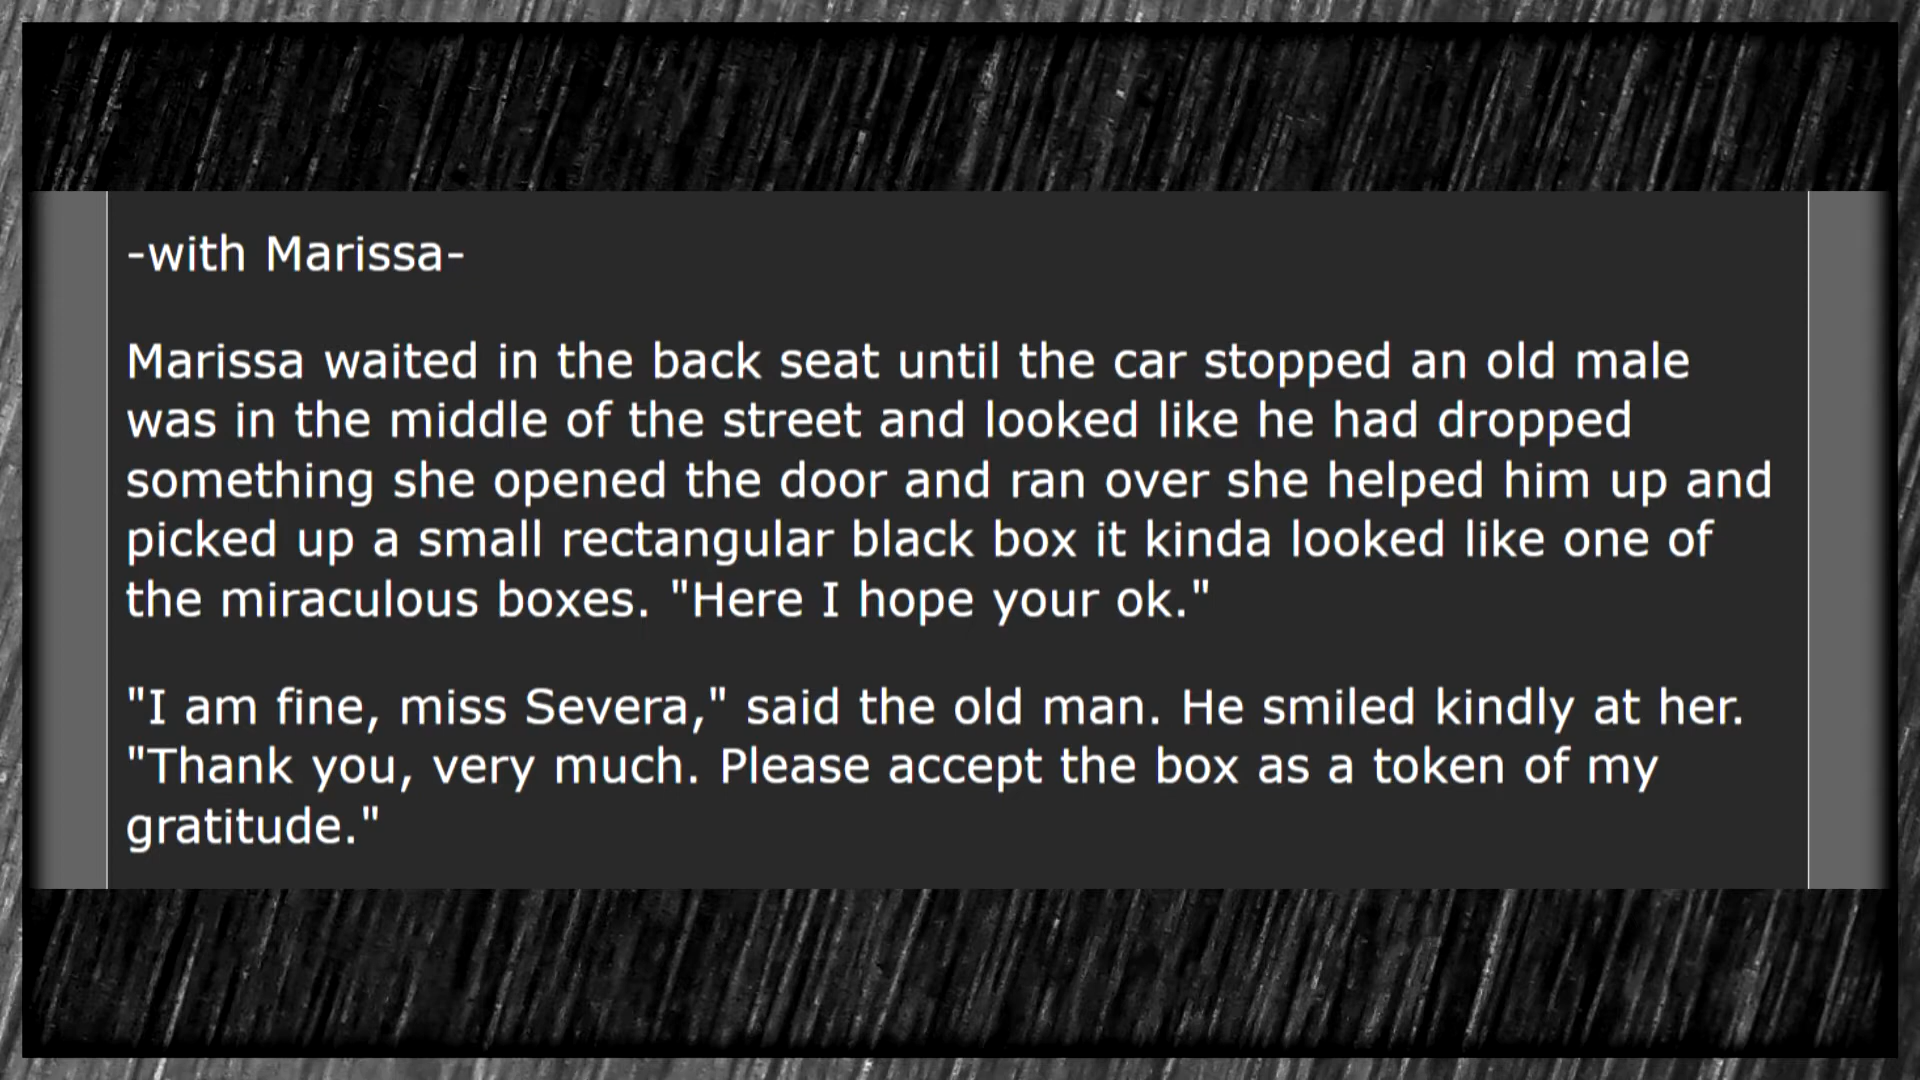 -with Marissa-
Marissa waited in the back seat until the car stopped an old male
was in the middle of the street and looked like he had dropped
something she opened the door and ran over she helped him up and
picked up a small rectangular black box it kinda looked like one of
the miraculous boxes. "Here I hope your ok."
"I am fine, miss Severa," said the old man. He smiled kindly at her.
"Thank you, very much. Please accept the box as a token of my
gratitude."